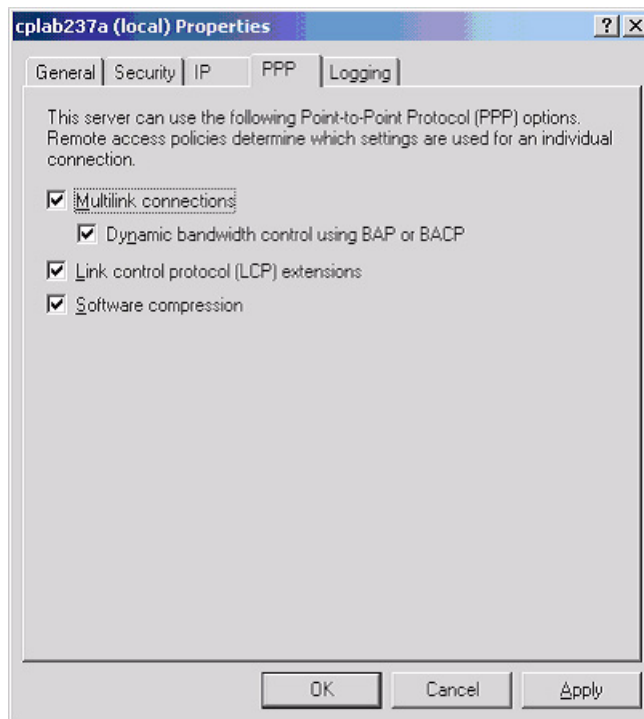 cplab237a (local) Properties
General Security IP PPP Logging
This server can use the following Point-to-Point Protocol (PPP) options.
Remote access policies determine which settings are used for an individual
connection.
Multilink connections
Dynamic bandwidth control using BAP or BACP
Link control protocol (LCP) extensions
Software compression
OK Cancel Apply